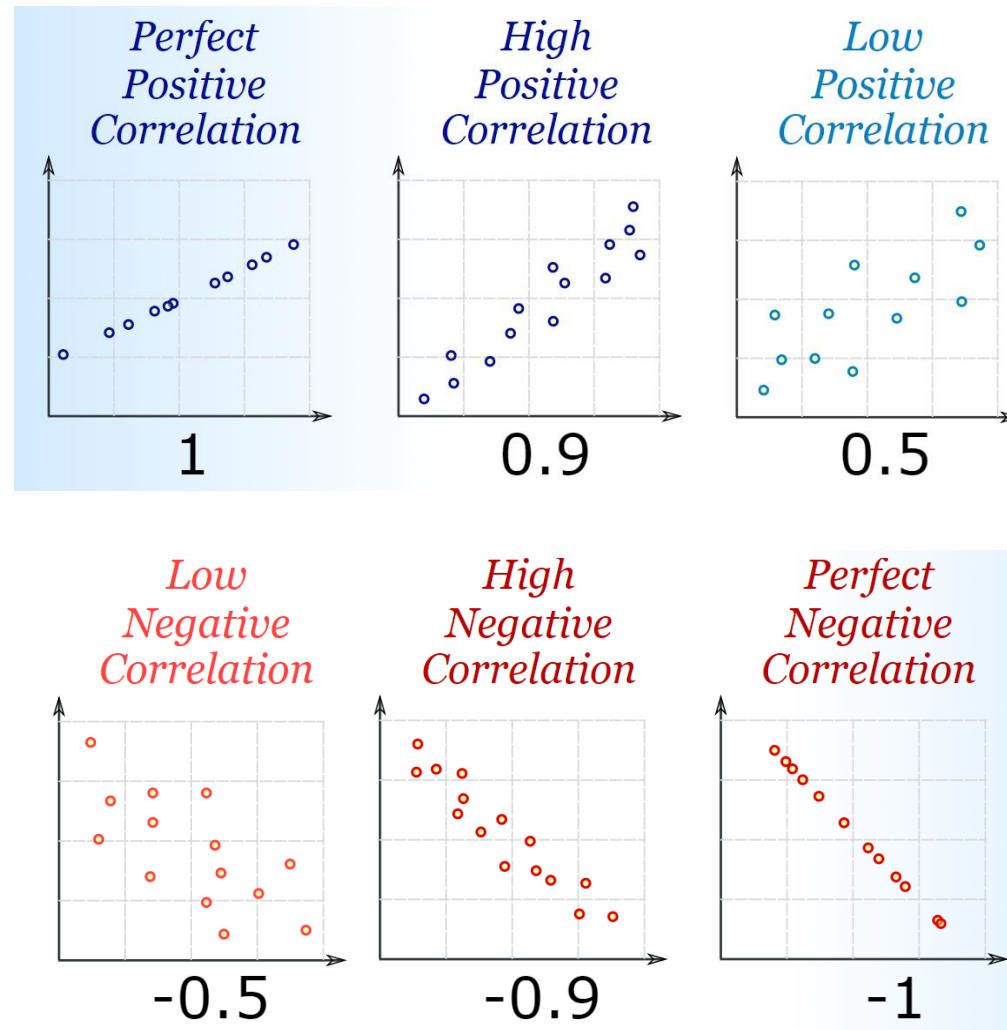 Perfect
Positive
Correlation
High
Positive
Correlation
Low
Positive
Correlation
1
0.9
0.5
Low
Negative
Correlation
High
Negative
Correlation
Perfect
Negative
Correlation
-0.5
-0.9
-1